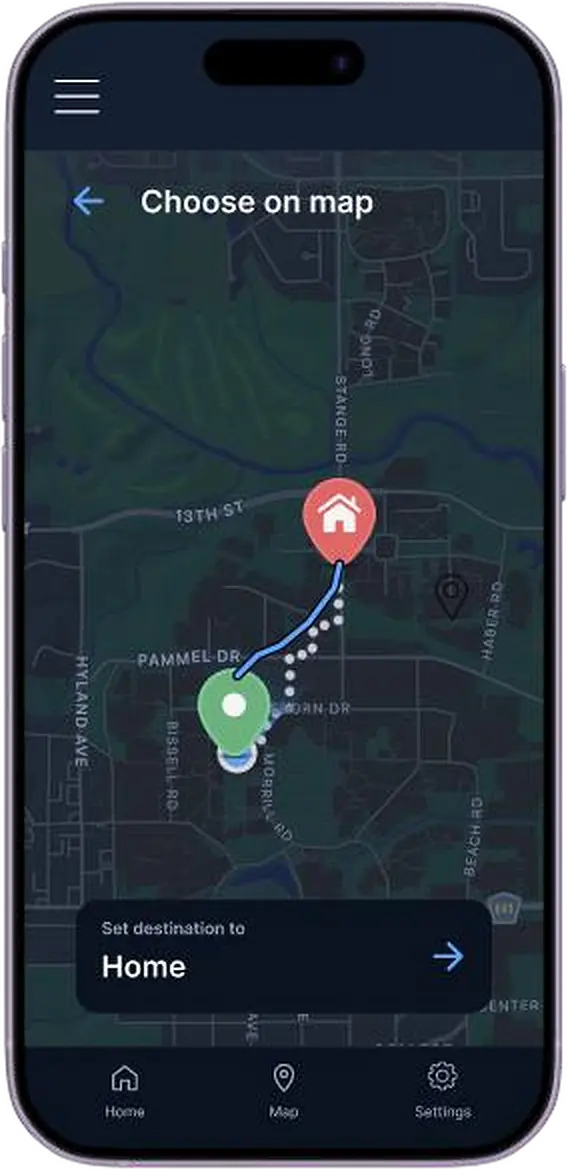 Choose on map
LONG RD
STANGE RD
13TH ST
HABER RD
PAMMEL DR
HYLAND AVE
BISSELL RD
MORRILL RD
BEACH RD
Set destination to
Home
AVE
Home
Map
Settings